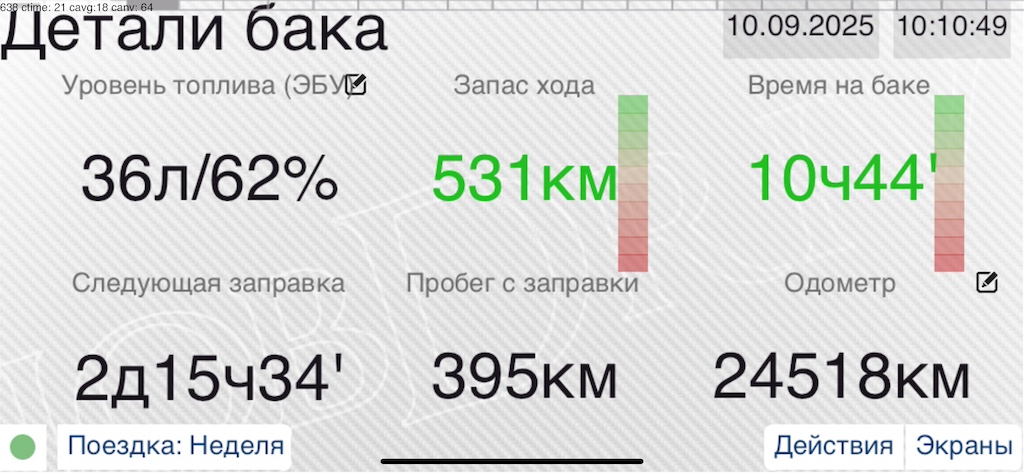 638 ctime: 21 cavg:18 canv: 64
Детали бака
10.09.2025
10:10:49
Уровень топлива (ЭБУ)
Запас хода
Время на баке
36л/62%
531км
10ч44'
Следующая заправка
Пробег с заправки
Одометр
2д15ч34'
395км
24518км
Поездка: Неделя
Действия
Экраны